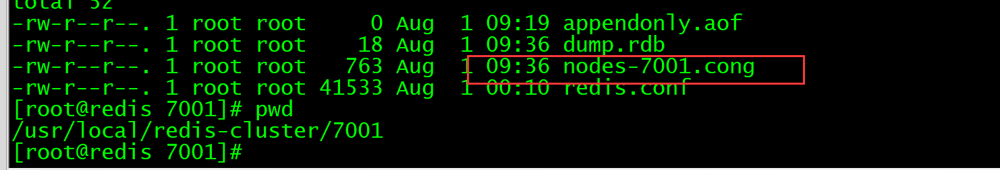 total 52
-rw-r--r--. 1 root root     0 Aug  1 09:19 appendonly.aof
-rw-r--r--. 1 root root    18 Aug  1 09:36 dump.rdb
-rw-r--r--. 1 root root   763 Aug  1 09:36 nodes-7001.cong
-rw-r--r--. 1 root root 41533 Aug  1 00:10 redis.conf
[root@redis 7001]# pwd
/usr/local/redis-cluster/7001
[root@redis 7001]#